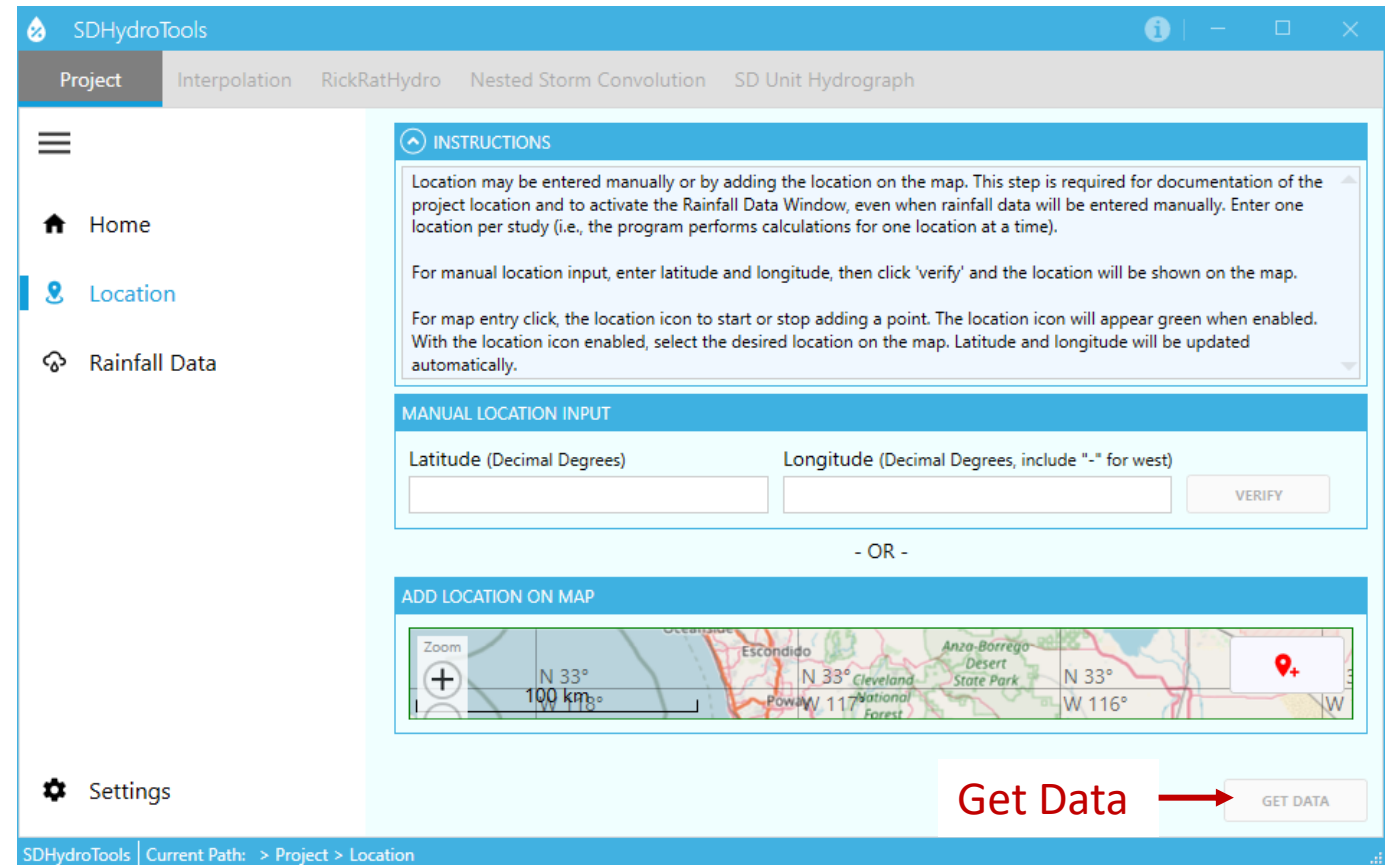 SDHydroTools
Project Interpolation RickRatHydro Nested Storm Convolution SD Unit Hydrograph
Home
Location
Rainfall Data
Settings
INSTRUCTIONS
Location may be entered manually or by adding the location on the map. This step is required for documentation of the
project location and to activate the Rainfall Data Window, even when rainfall data will be entered manually. Enter one
location per study (i.e., the program performs calculations for one location at a time).
For manual location input, enter latitude and longitude, then click 'verify' and the location will be shown on the map.
For map entry click, the location icon to start or stop adding a point. The location icon will appear green when enabled.
With the location icon enabled, select the desired location on the map. Latitude and longitude will be updated
automatically.
MANUAL LOCATION INPUT
Latitude (Decimal Degrees) Longitude (Decimal Degrees, include "-" for west)
VERIFY
- OR -
ADD LOCATION ON MAP
Zoom
Oceanside
Escondido
Anza-Borrego
Desert
State Park
N 33° N 33° N 33° 3
Cleveland
National
Forest
100 km
Poway
W 118° W 117° W 116° W
Get Data
GET DATA
SDHydroTools Current Path: > Project > Location